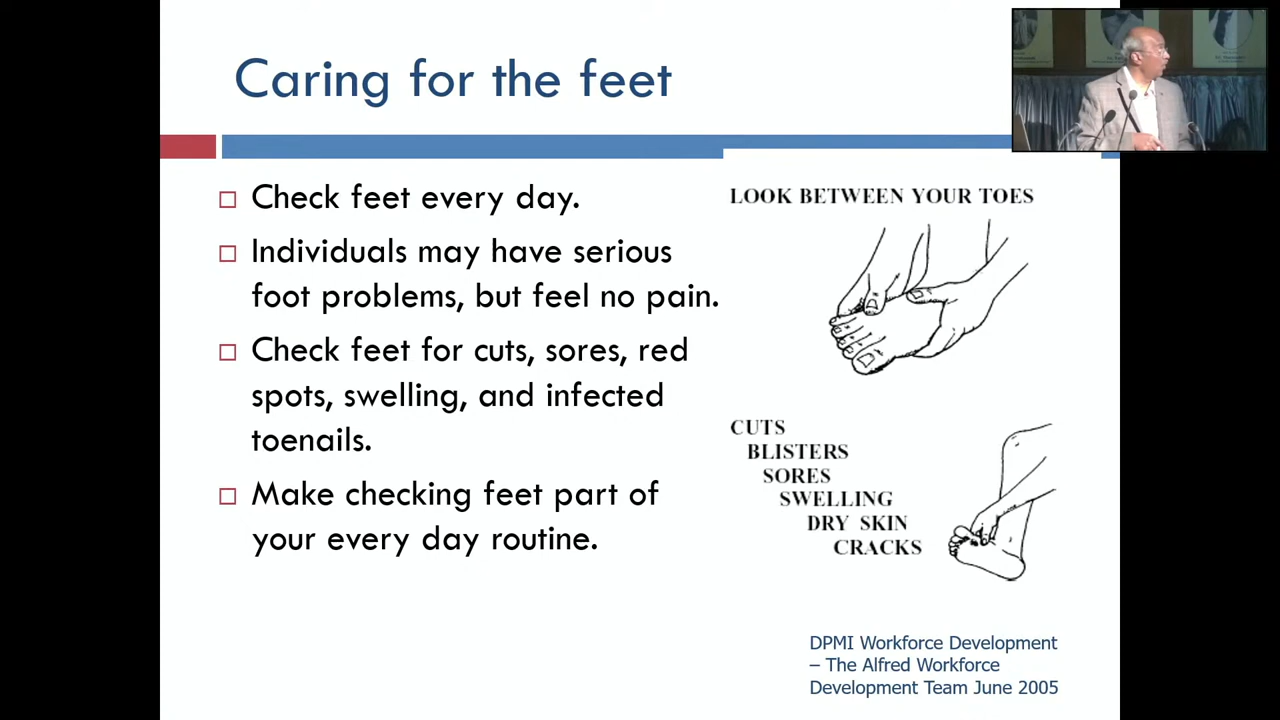 Caring for the feet
Check feet every day.
Individuals may have serious
foot problems, but feel no pain.
Check feet for cuts, sores, red
spots, swelling, and infected
toenails.
Make checking feet part of
your every day routine.
LOOK BETWEEN YOUR TOES
CUTS
BLISTERS
SORES
SWELLING
DRY SKIN
CRACKS
DPMI Workforce Development
– The Alfred Workforce
Development Team June 2005